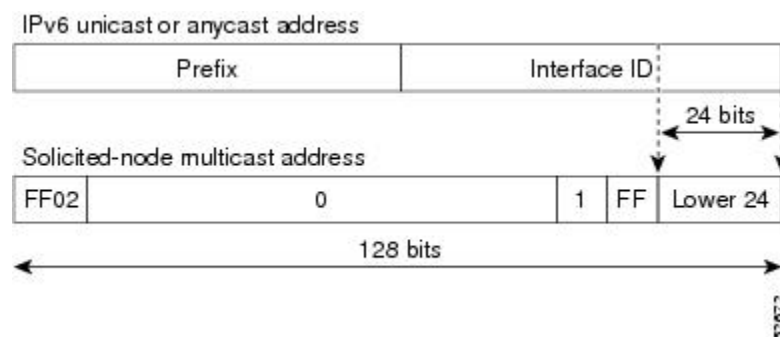 IPv6 unicast or anycast address
Prefix Interface ID
24 bits
Solicited-node multicast address
FF02 0 1 FF Lower 24
128 bits